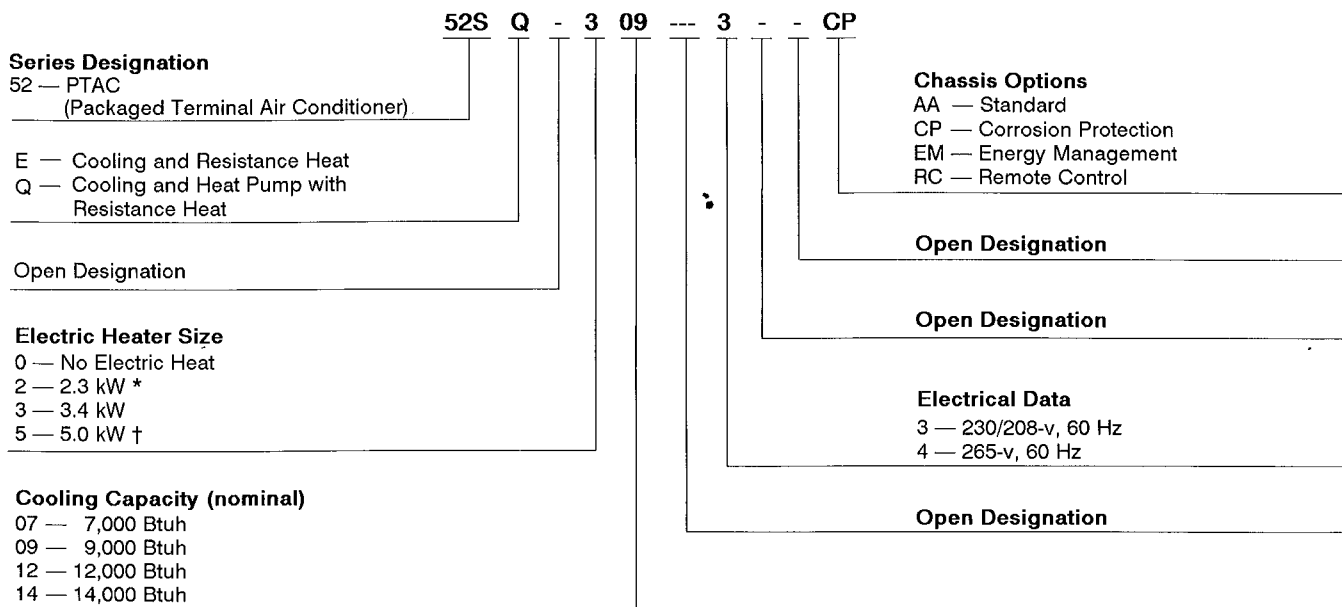 52S Q - 3 09 --- 3 - - CP
Series Designation
52 — PTAC
(Packaged Terminal Air Conditioner)
E — Cooling and Resistance Heat
Q — Cooling and Heat Pump with
Resistance Heat
Open Designation
Electric Heater Size
0 — No Electric Heat
2 — 2.3 kW *
3 — 3.4 kW
5 — 5.0 kW †
Cooling Capacity (nominal)
07 — 7,000 Btuh
09 — 9,000 Btuh
12 — 12,000 Btuh
14 — 14,000 Btuh
Chassis Options
AA — Standard
CP — Corrosion Protection
EM — Energy Management
RC — Remote Control
Open Designation
Open Designation
Electrical Data
3 — 230/208-v, 60 Hz
4 — 265-v, 60 Hz
Open Designation